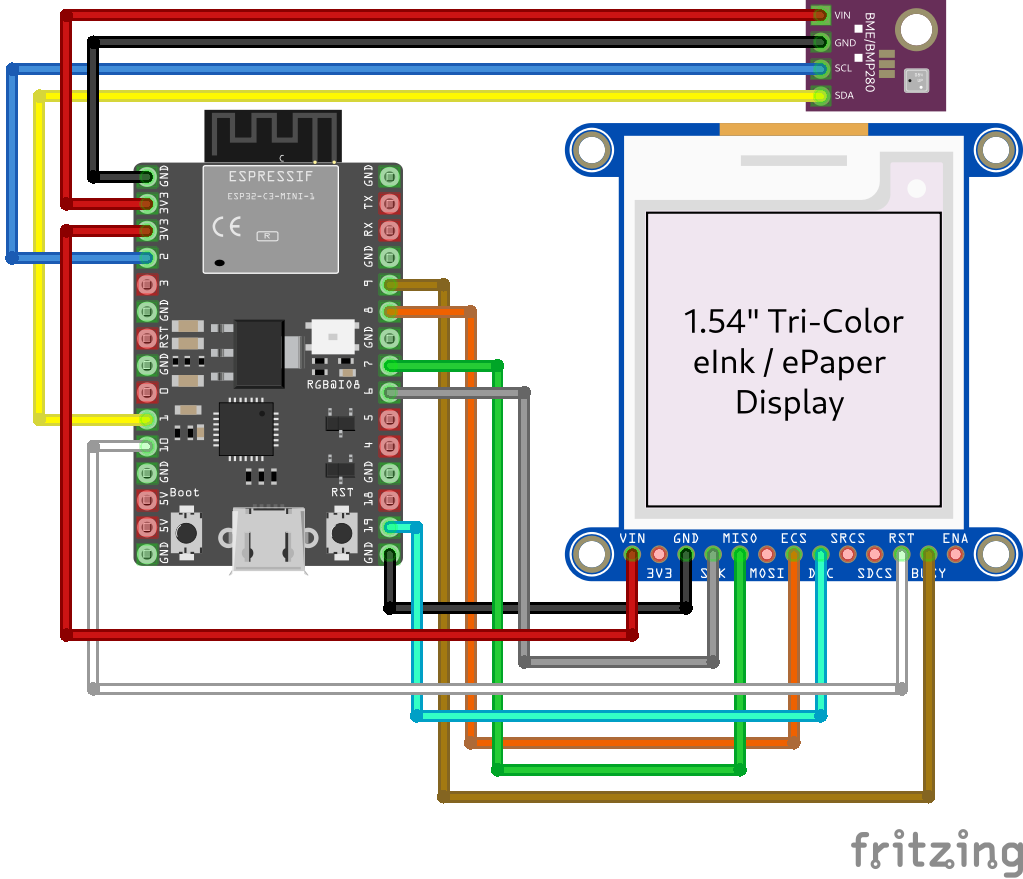 VIN
GND
SCL
SDA
BME/BMP280
C
ESPRESSIF
ESP32-C3-MINI-1
CE
R
GND
3V3
3V3
2
3
GND
RST
GND
0
1
10
GND
5V
5V
GND
GND
TX
RX
GND
9
8
GND
7
6
5
4
GND
18
19
GND
RGB@IO8
Boot
RST
1.54" Tri-Color
eInk / ePaper
Display
VIN
GND
MISO
ECS
SRCS
RST
ENA
3V3
MOSI
SDCS
fritzing